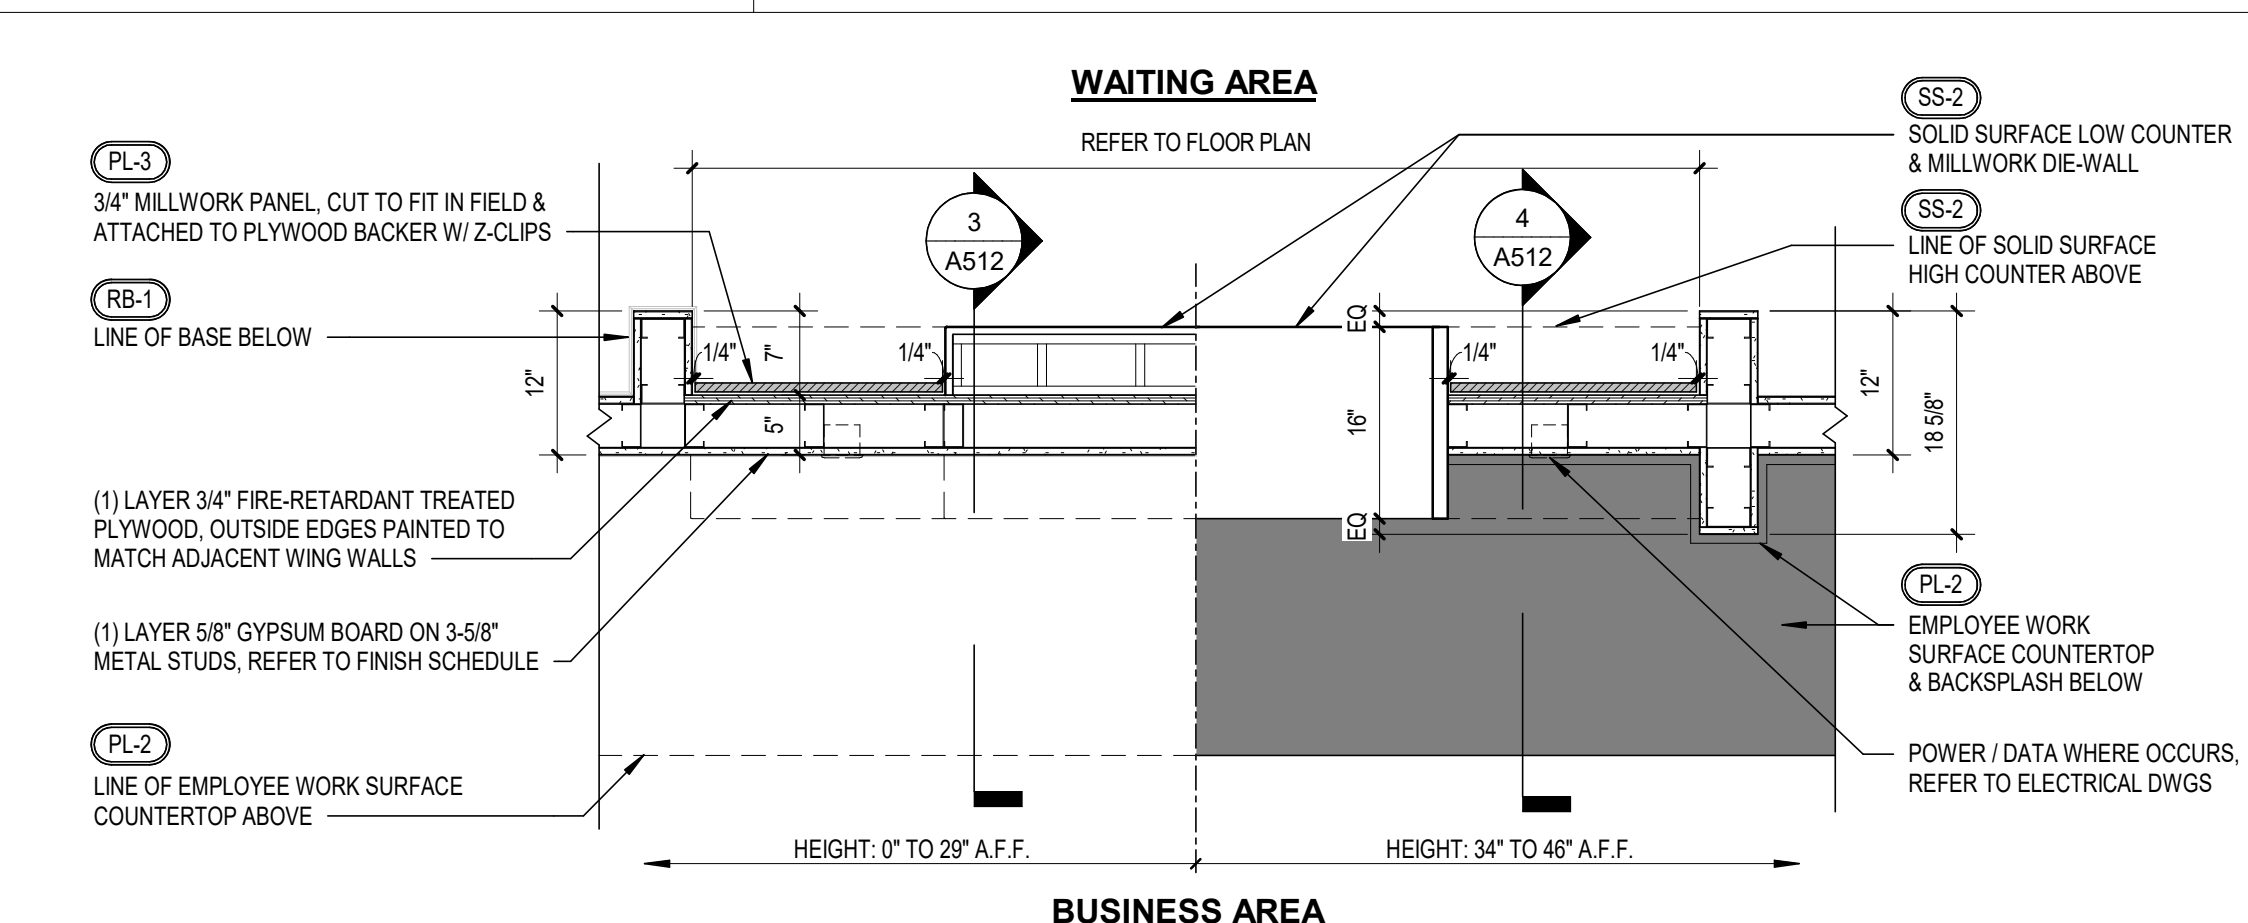 WAITING AREA
REFER TO FLOOR PLAN
PL-3
3/4" MILLWORK PANEL, CUT TO FIT IN FIELD &
ATTACHED TO PLYWOOD BACKER W/ Z-CLIPS
RB-1
LINE OF BASE BELOW
(1) LAYER 3/4" FIRE-RETARDANT TREATED
PLYWOOD, OUTSIDE EDGES PAINTED TO
MATCH ADJACENT WING WALLS
(1) LAYER 5/8" GYPSUM BOARD ON 3-5/8"
METAL STUDS, REFER TO FINISH SCHEDULE
PL-2
LINE OF EMPLOYEE WORK SURFACE
COUNTERTOP ABOVE
3
A512
4
A512
12"
1/4"
7"
1/4"
5"
EQ
16"
EQ
1/4"
1/4"
12"
18 5/8"
SS-2
SOLID SURFACE LOW COUNTER
& MILLWORK DIE-WALL
SS-2
LINE OF SOLID SURFACE
HIGH COUNTER ABOVE
PL-2
EMPLOYEE WORK
SURFACE COUNTERTOP
& BACKSPLASH BELOW
POWER / DATA WHERE OCCURS,
REFER TO ELECTRICAL DWGS
HEIGHT: 0" TO 29" A.F.F.
HEIGHT: 34" TO 46" A.F.F.
BUSINESS AREA